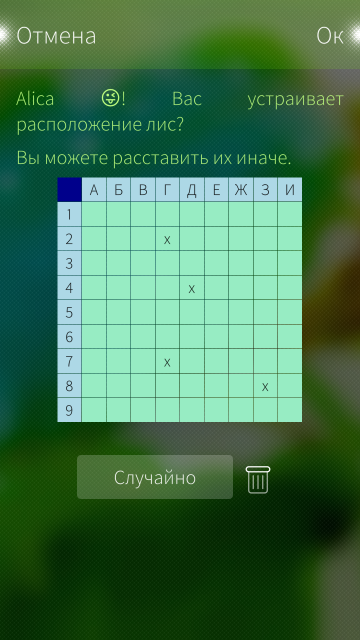 Отмена Ок
Alica 😜! Вас устраивает
расположение лис?
Вы можете расставить их иначе.
А Б В Г Д Е Ж З И
1
2 x
3
4 x
5
6
7 x
8 x
9
Случайно